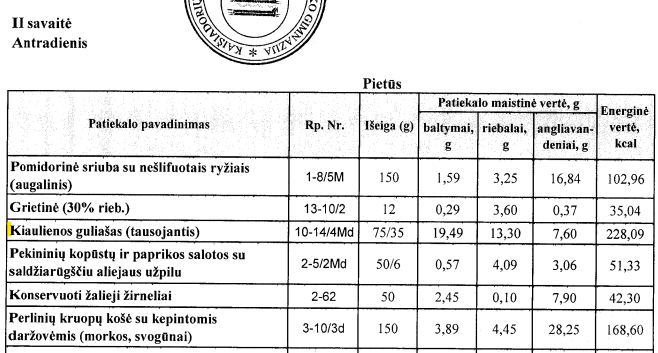 KAIŠIADORIŲ
KO GIMNAZIJA
II savaitė
Antradienis
Pietūs
Patiekalo pavadinimas Rp. Nr. Išeiga (g) Patiekalo maistinė vertė, g Energinė vertė, kcal
baltymai, g riebalai, g angliavandeniai, g
Pomidorinė sriuba su nešlifuotais ryžiais
(augalinis) 1-8/5M 150 1,59 3,25 16,84 102,96
Grietinė (30% rieb.) 13-10/2 12 0,29 3,60 0,37 35,04
Kiaulienos guliašas (tausojantis) 10-14/4Md 75/35 19,49 13,30 7,60 228,09
Pekininių kopūstų ir paprikos salotos su
saldžiarūgščiu aliejaus užpilu 2-5/2Md 50/6 0,57 4,09 3,06 51,33
Konservuoti žalieji žirneliai 2-62 50 2,45 0,10 7,90 42,30
Perlinių kruopų košė su kepintomis
daržovėmis (morkos, svogūnai) 3-10/3d 150 3,89 4,45 28,25 168,60